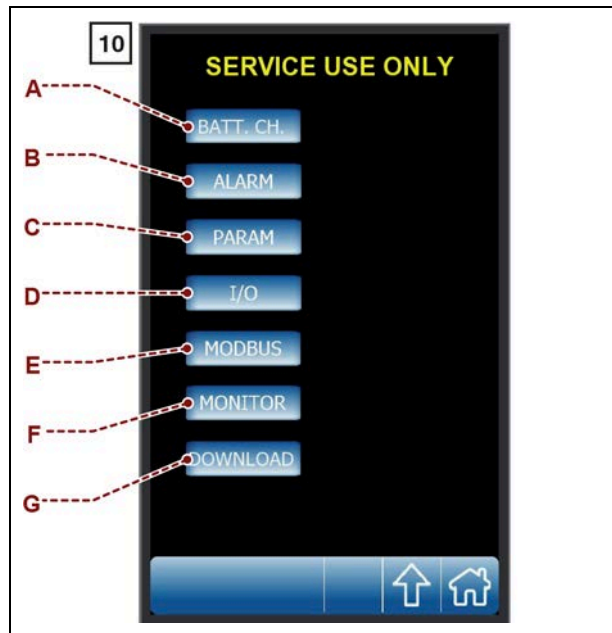 10
SERVICE USE ONLY
A
BATT. CH.
B
ALARM
C
PARAM
D
I/O
E
MODBUS
F
MONITOR
G
DOWNLOAD